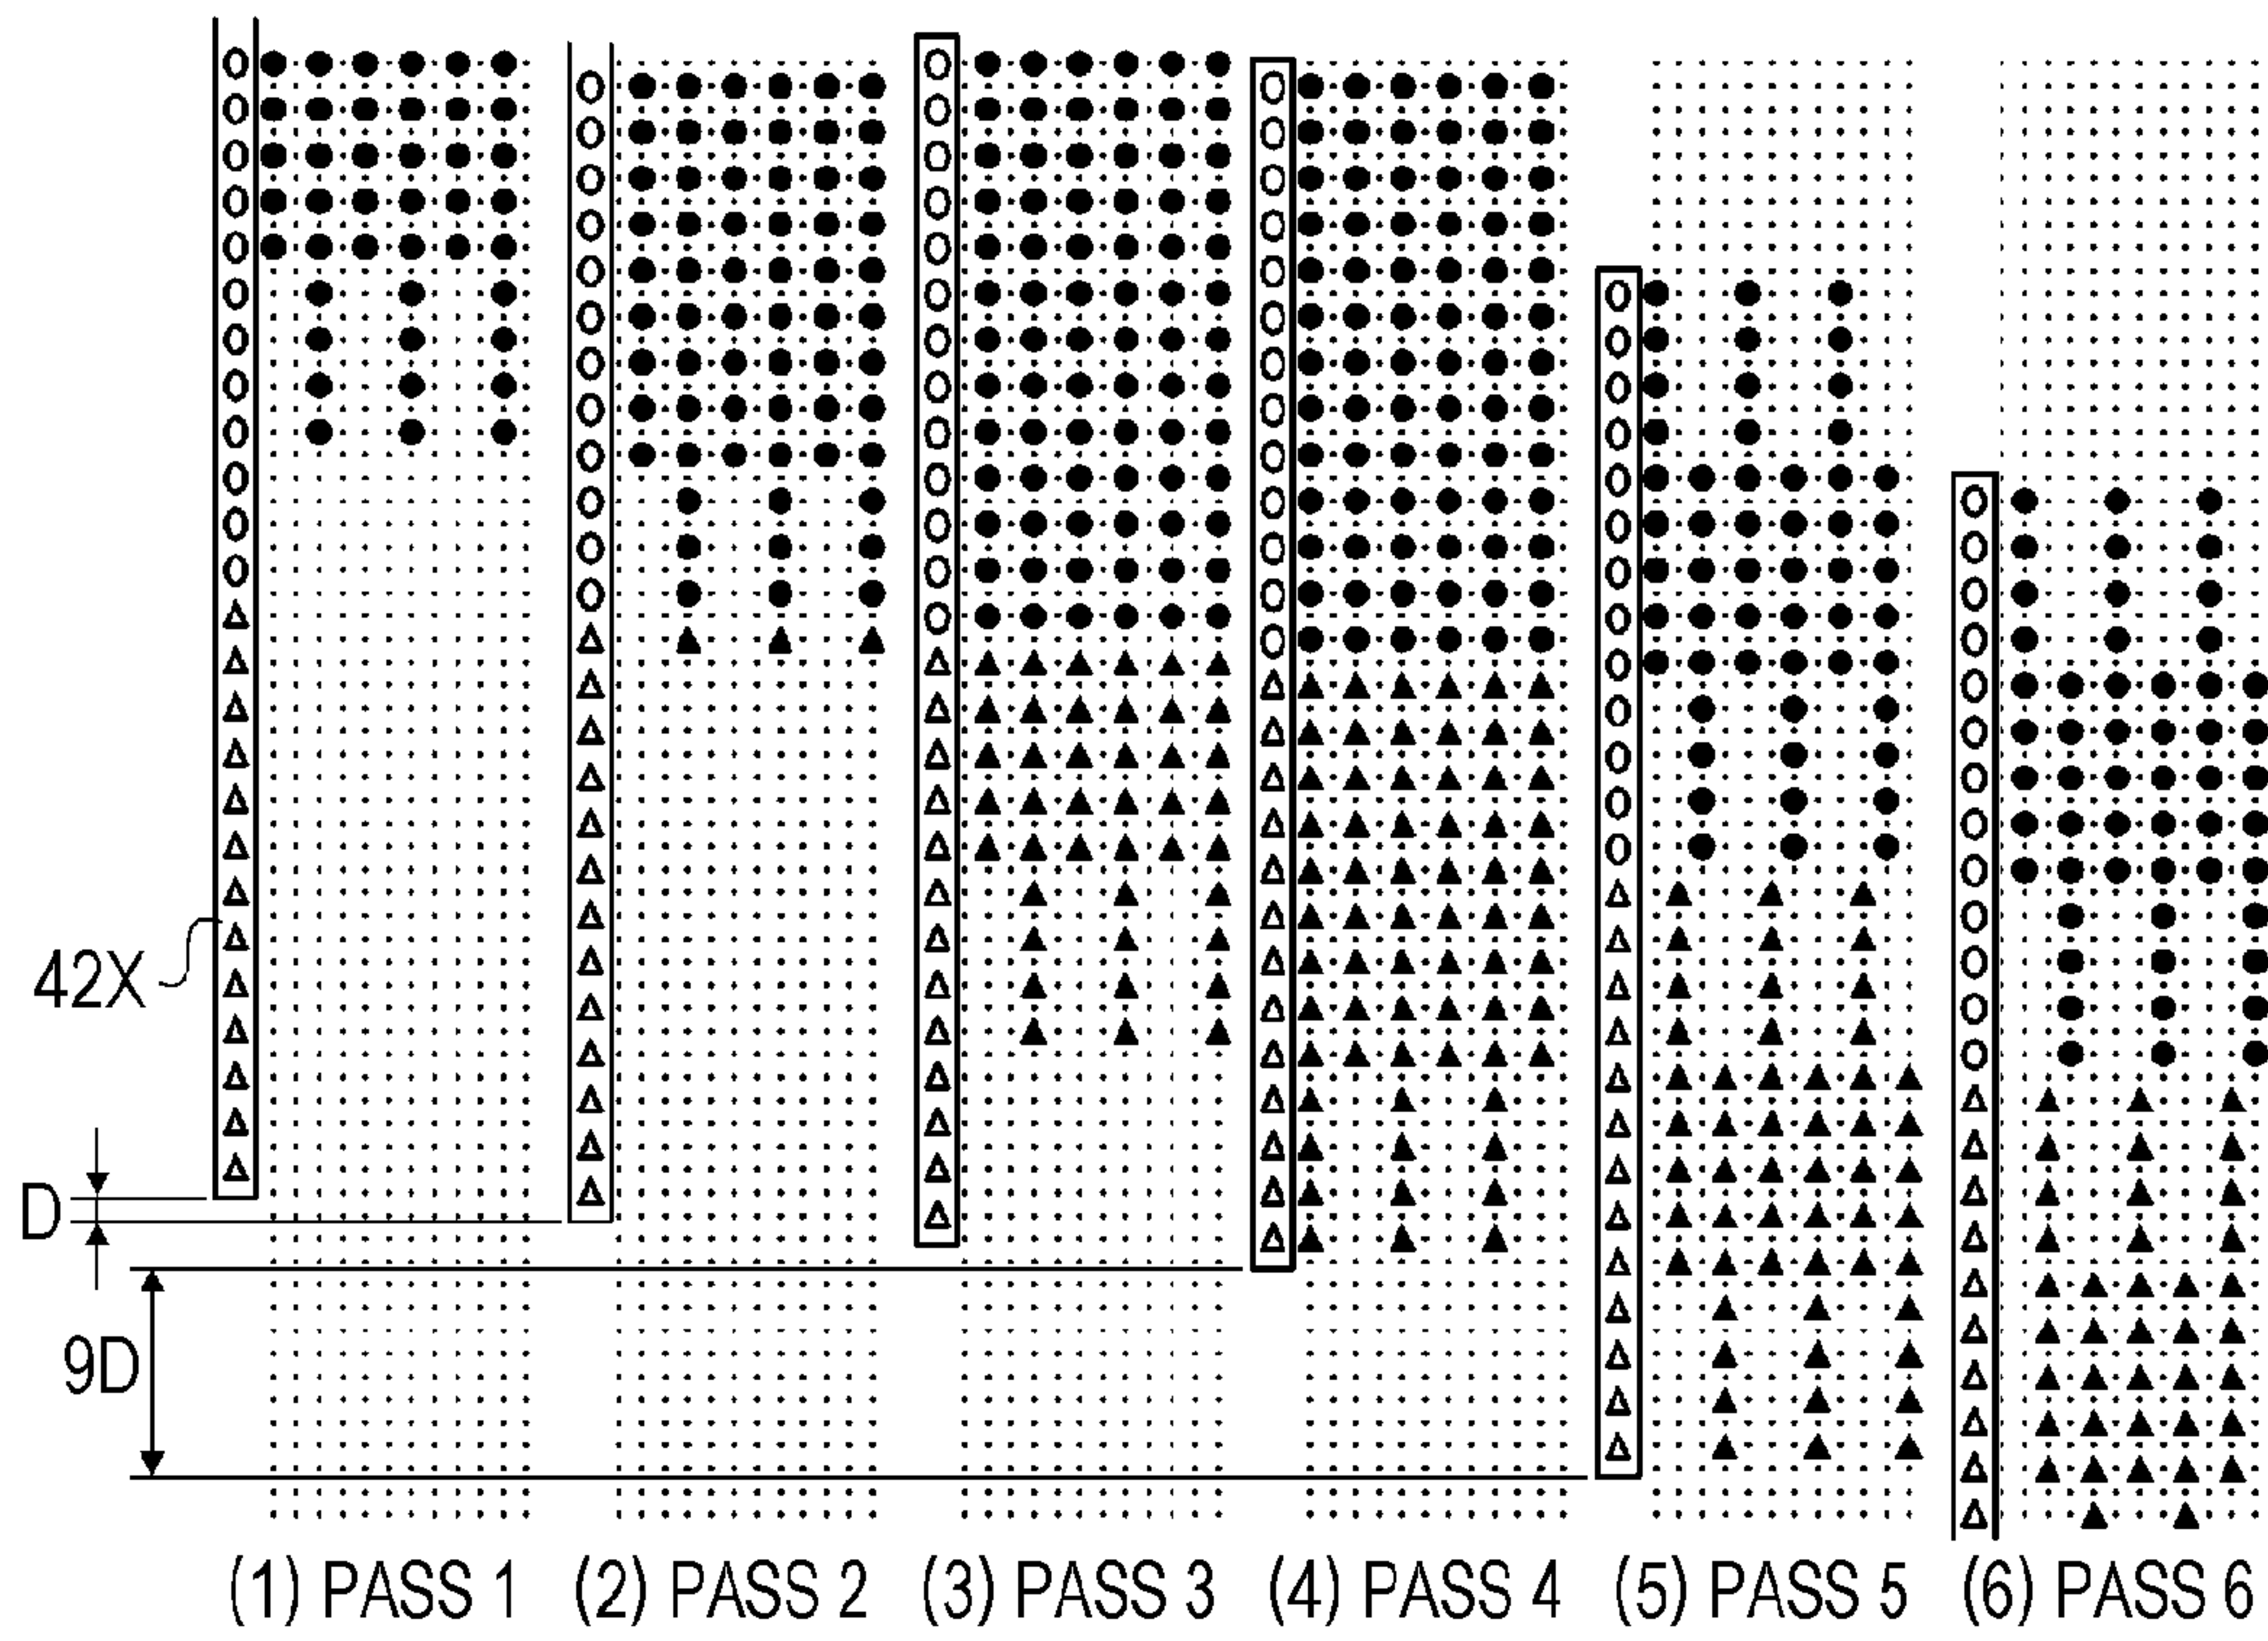 42X
D
9D
(1) PASS 1 (2) PASS 2 (3) PASS 3 (4) PASS 4 (5) PASS 5 (6) PASS 6